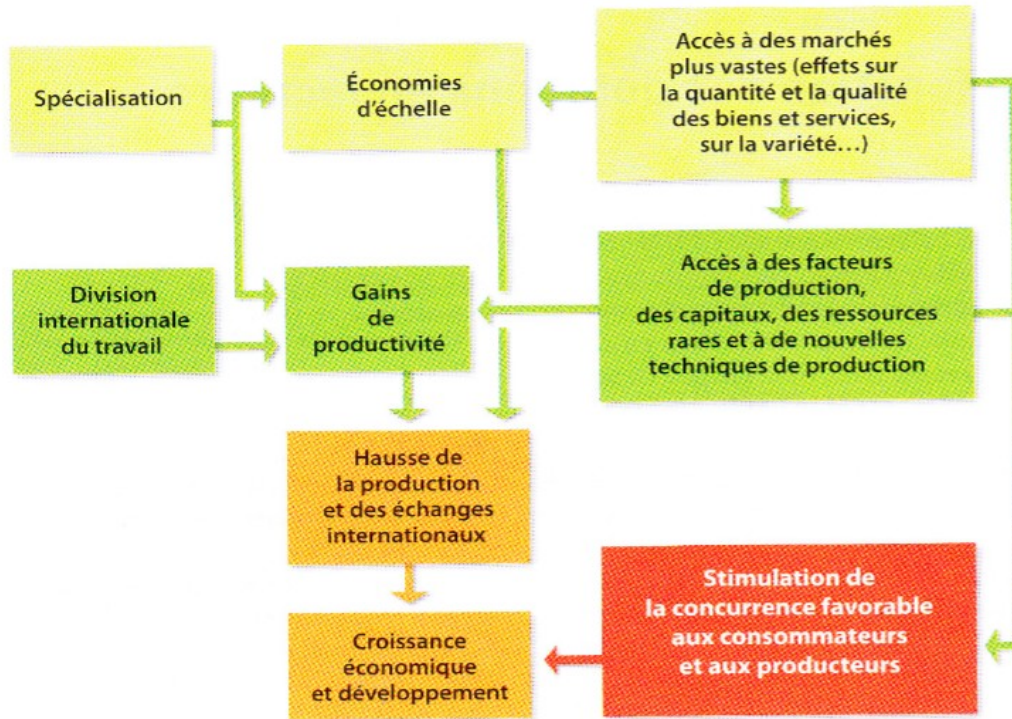 Spécialisation
Économies
d'échelle
Accès à des marchés
plus vastes (effets sur
la quantité et la qualité
des biens et services,
sur la variété...)
Division
internationale
du travail
Gains
de
productivité
Accès à des facteurs
de production,
des capitaux, des ressources
rares et à de nouvelles
techniques de production
Hausse de
la production
et des échanges
internationaux
Croissance
économique
et développement
Stimulation de
la concurrence favorable
aux consommateurs
et aux producteurs